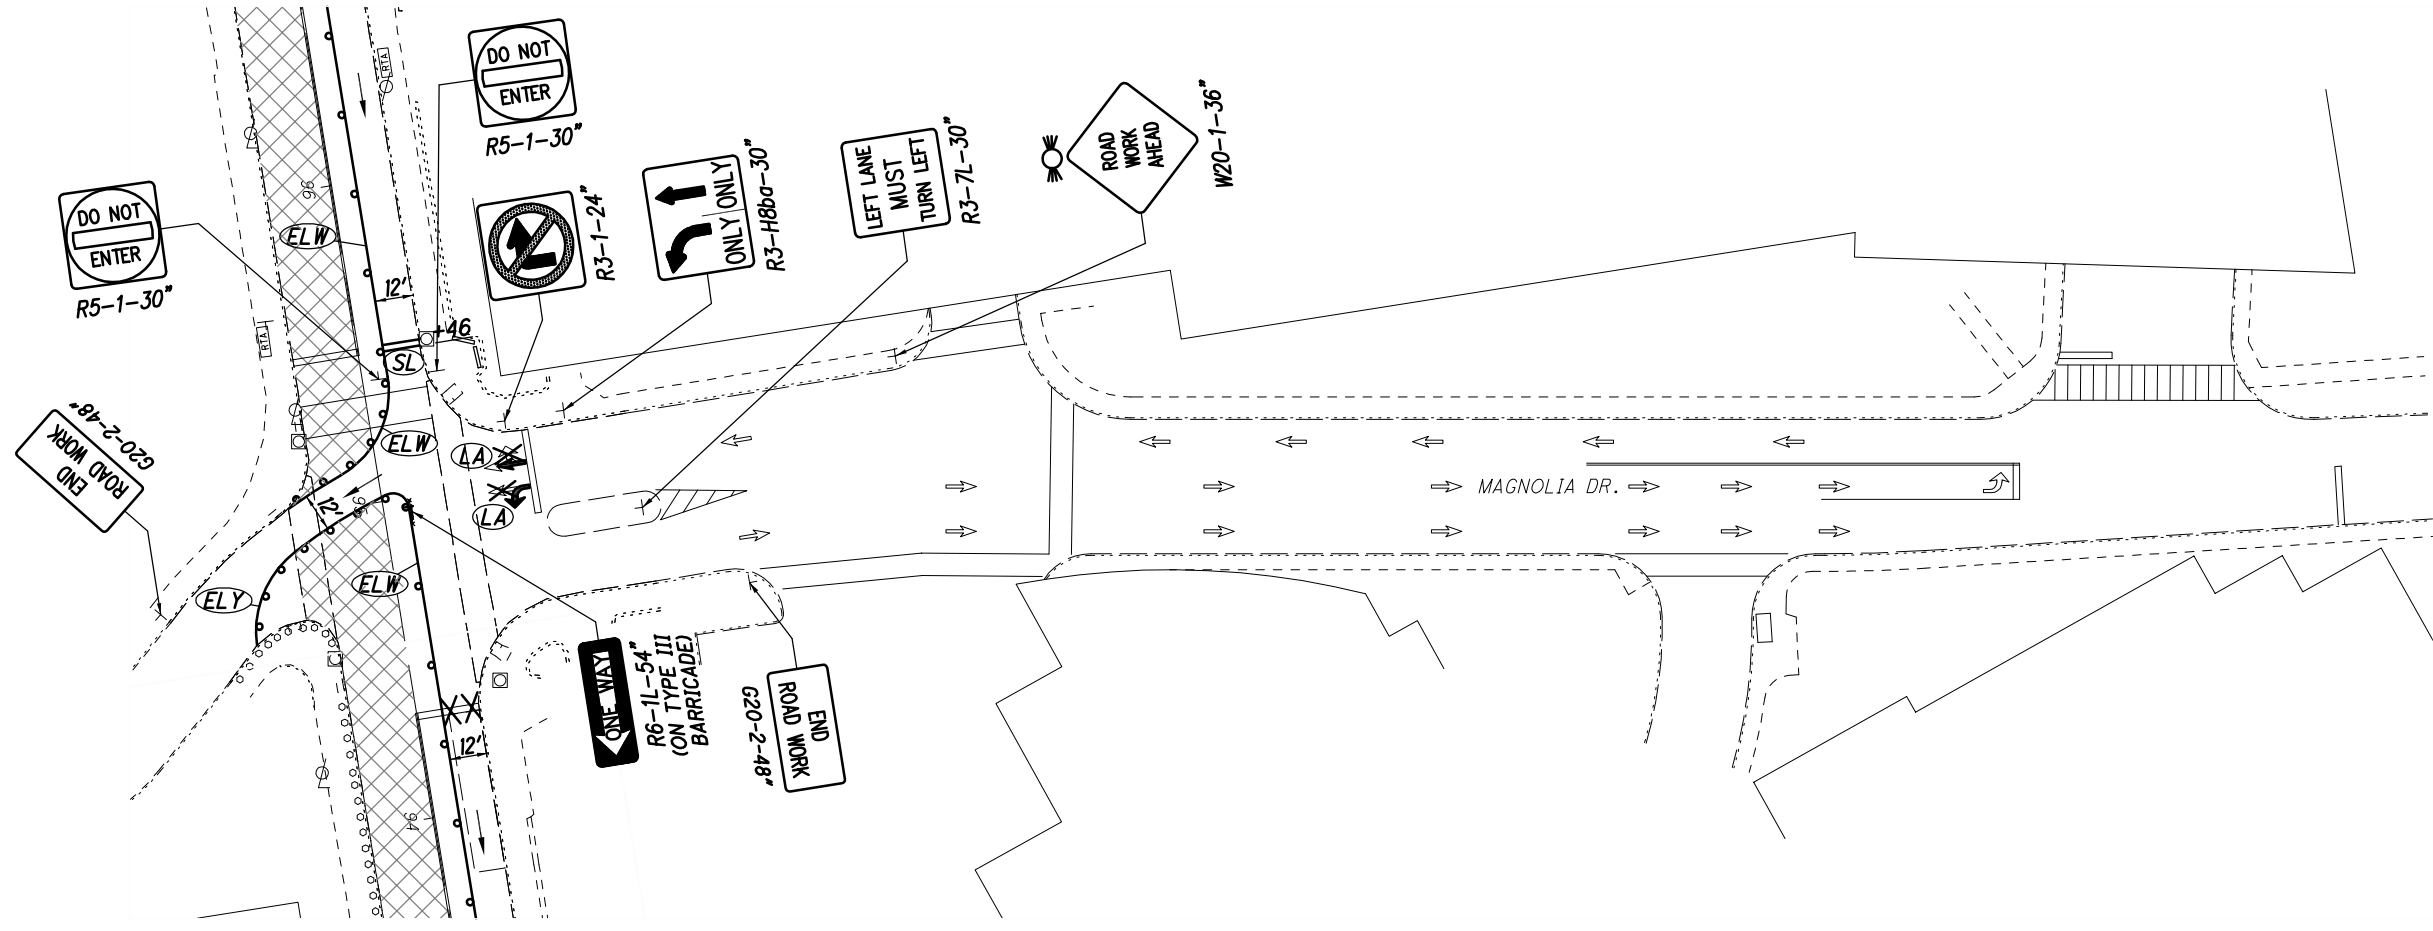 DO NOT
ENTER
R5-1-30"
RTA
DO NOT
ENTER
R5-1-30"
R3-1-24"
ONLY ONLY
R3-H8ba-30"
LEFT LANE
MUST
TURN LEFT
R3-7L-30"
ROAD
WORK
AHEAD
W20-1-36"
96
ELW
12'
+46
SL
RTA
END
ROAD WORK
G20-2-48"
ELW
LA
LA
12'
95
ELW
ELY
MAGNOLIA DR.
ONE WAY
R6-1L-54"
(ON TYPE III
BARRICADE)
END
ROAD WORK
G20-2-48"
12'
94